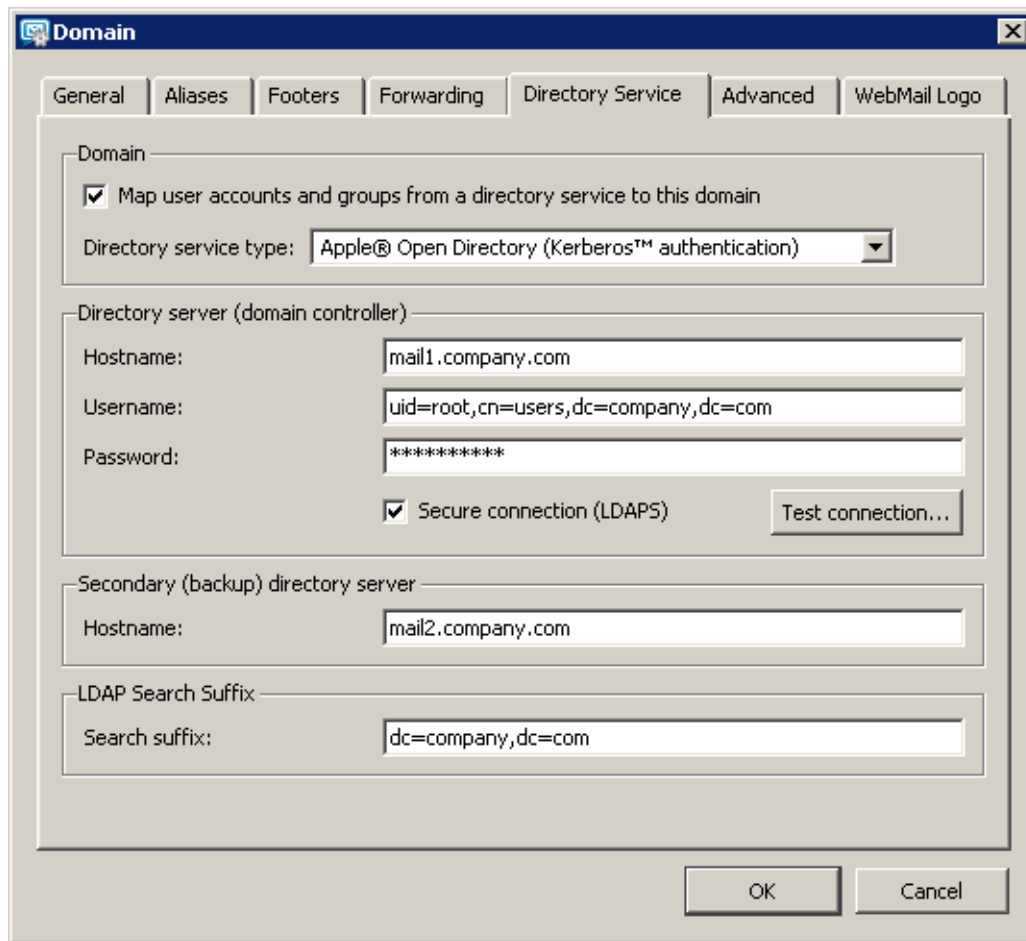 Domain
General Aliases Footers Forwarding Directory Service Advanced WebMail Logo
Domain
Map user accounts and groups from a directory service to this domain
Directory service type: Apple® Open Directory (Kerberos™ authentication)
Directory server (domain controller)
Hostname: mail1.company.com
Username: uid=root,cn=users,dc=company,dc=com
Password: **********
Secure connection (LDAPS) Test connection...
Secondary (backup) directory server
Hostname: mail2.company.com
LDAP Search Suffix
Search suffix: dc=company,dc=com
OK Cancel